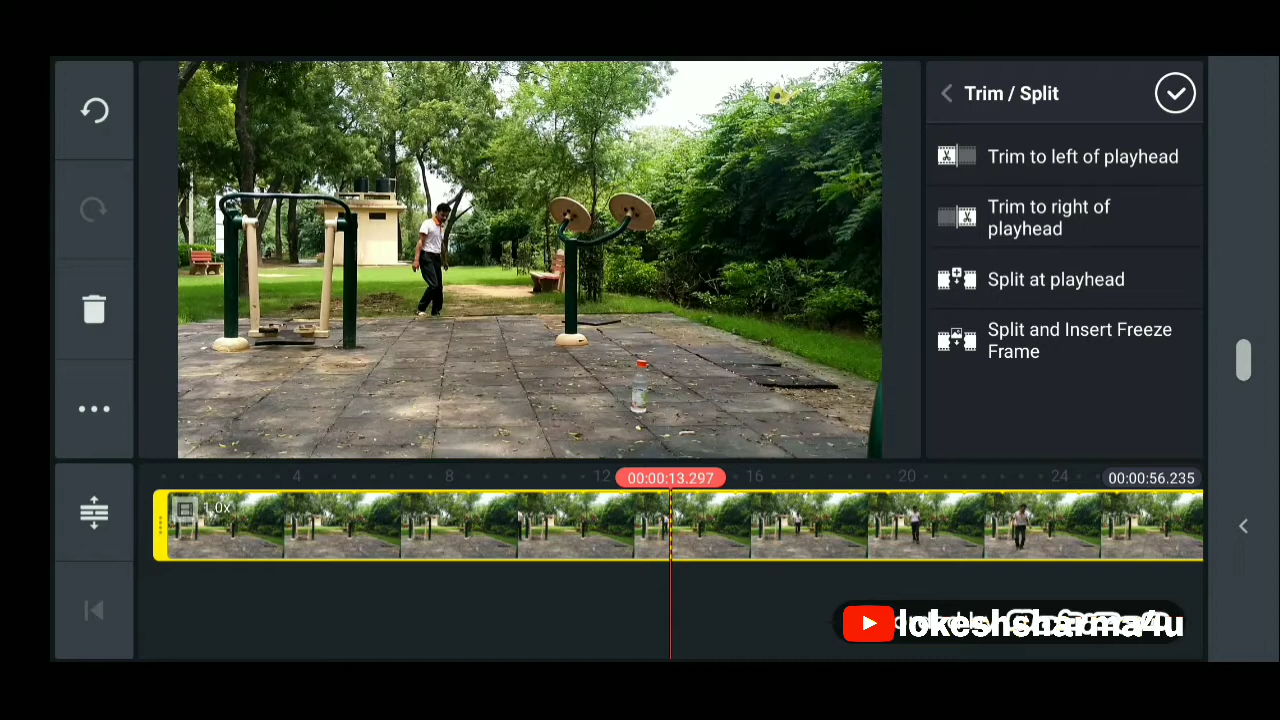 Trim / Split
Trim to left of playhead
Trim to right of
playhead
Split at playhead
Split and Insert Freeze
Frame
4
8
12
00:00:13.297
16
20
24
00:00:56.235
1.0x
lokeshsharma4u